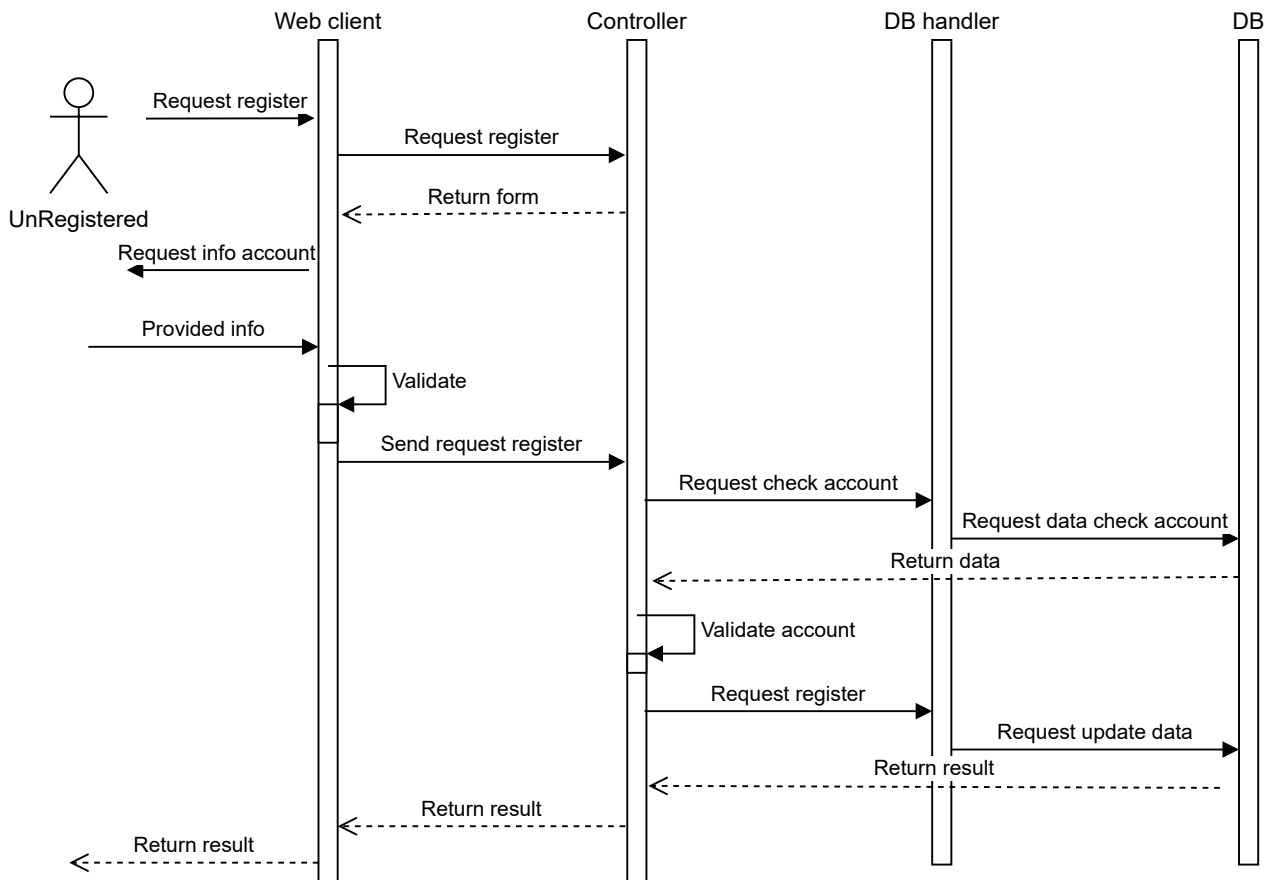 Web client
Controller
DB handler
DB
Request register
Request register
Return form
UnRegistered
Request info account
Provided info
Validate
Send request register
Request check account
Request data check account
Return data
Validate account
Request register
Request update data
Return result
Return result
Return result